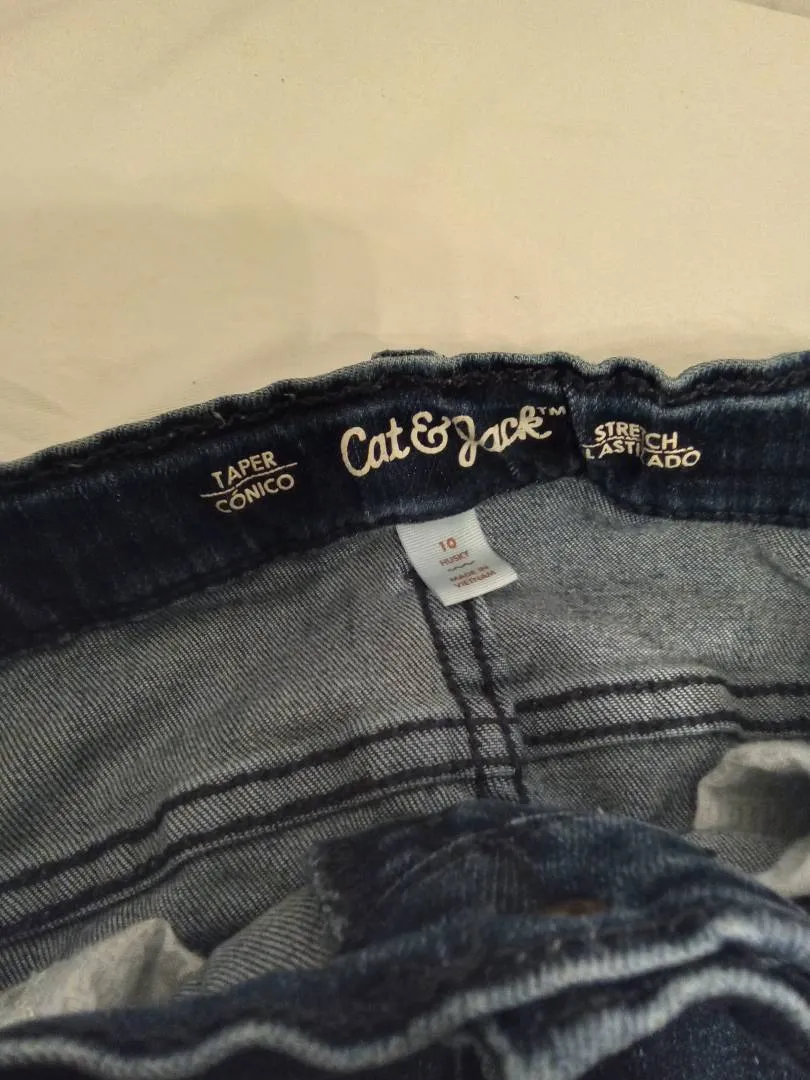 TAPER
CÓNICO
Cat & Jack™
STRETCH
10
HUSKY
MADE IN
VIETNAM